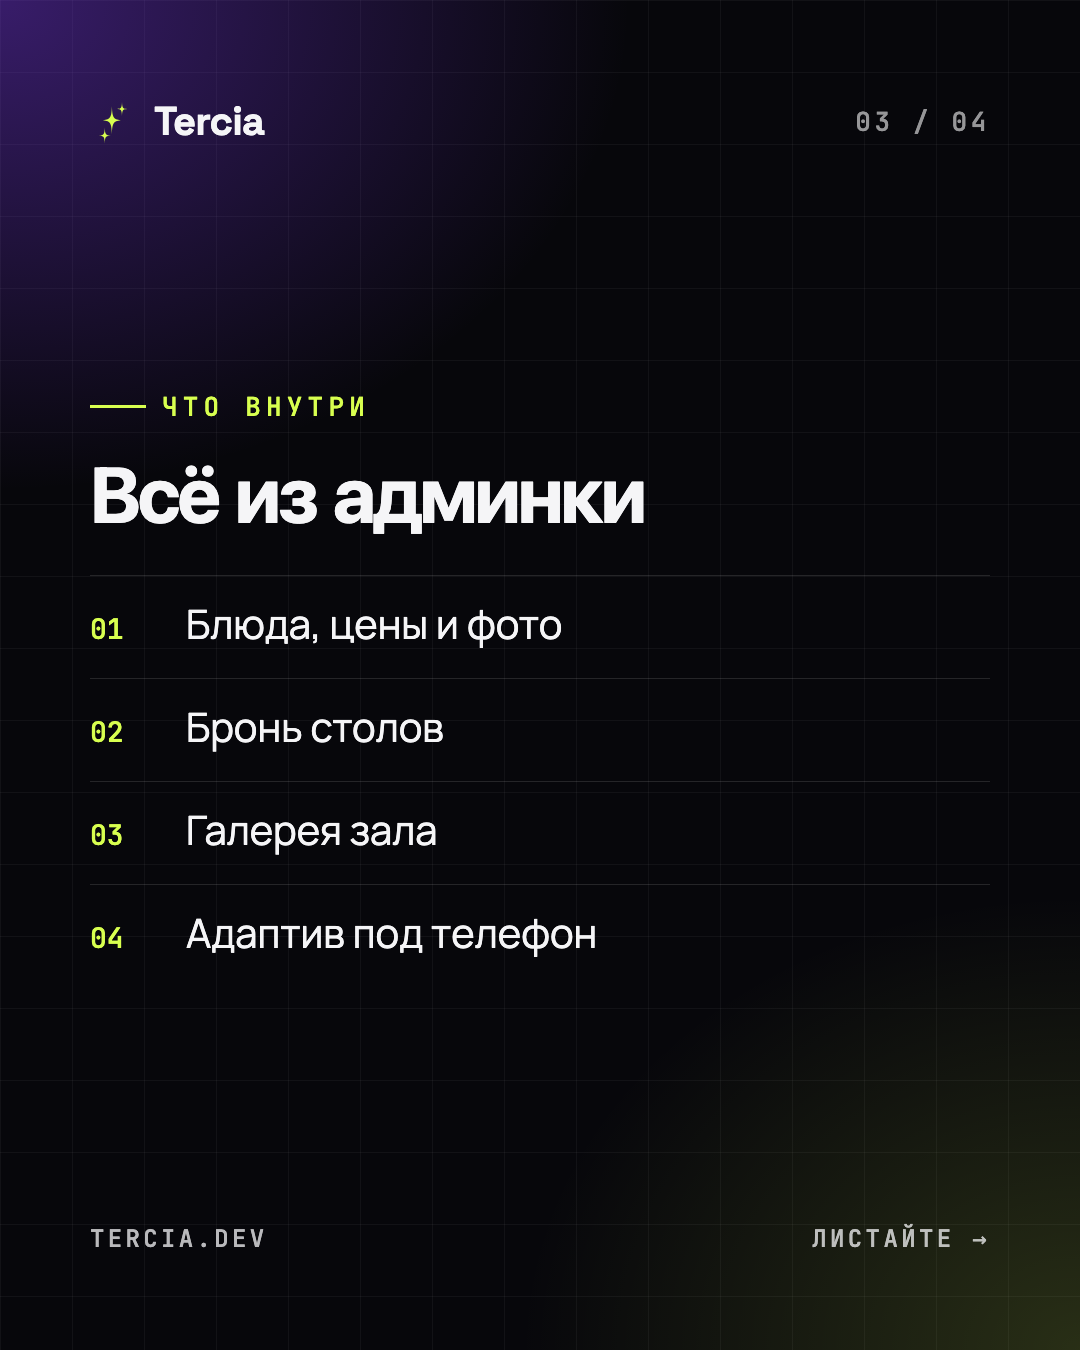 Tercia
03 / 04
ЧТО ВНУТРИ
Всё из админки
01 Блюда, цены и фото
02 Бронь столов
03 Галерея зала
04 Адаптив под телефон
TERCIA.DEV
ЛИСТАЙТЕ →